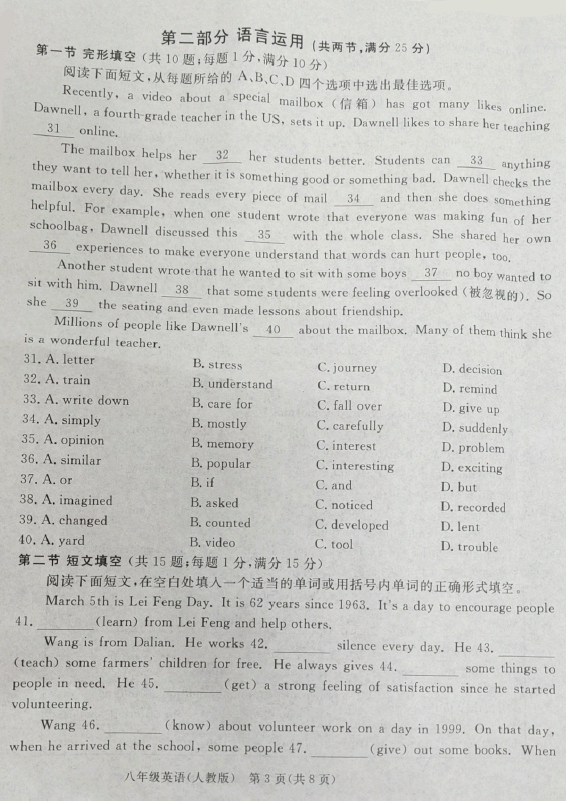 第二部分 语言运用 (共两节,满分 25 分)
第一节 完形填空 (共 10 题;每题 1 分,满分 10 分)
阅读下面短文,从每题所给的 A、B、C、D 四个选项中选出最佳选项。
Recently, a video about a special mailbox (信箱) has got many likes online.
Dawnell, a fourth-grade teacher in the US, sets it up. Dawnell likes to share her teaching
31 online.
The mailbox helps her 32 her students better. Students can 33 anything
they want to tell her, whether it is something good or something bad. Dawnell checks the
mailbox every day. She reads every piece of mail 34 and then she does something
helpful. For example, when one student wrote that everyone was making fun of her
schoolbag, Dawnell discussed this 35 with the whole class. She shared her own
36 experiences to make everyone understand that words can hurt people, too.
Another student wrote that he wanted to sit with some boys 37 no boy wanted to
sit with him. Dawnell 38 that some students were feeling overlooked (被忽视的). So
she 39 the seating and even made lessons about friendship.
Millions of people like Dawnell's 40 about the mailbox. Many of them think she
is a wonderful teacher.
31. A. letter B. stress C. journey D. decision
32. A. train B. understand C. return D. remind
33. A. write down B. care for C. fall over D. give up
34. A. simply B. mostly C. carefully D. suddenly
35. A. opinion B. memory C. interest D. problem
36. A. similar B. popular C. interesting D. exciting
37. A. or B. if C. and D. but
38. A. imagined B. asked C. noticed D. recorded
39. A. changed B. counted C. developed D. lent
40. A. yard B. video C. tool D. trouble
第二节 短文填空 (共 15 题;每题 1 分,满分 15 分)
阅读下面短文,在空白处填入一个适当的单词或用括号内单词的正确形式填空。
March 5th is Lei Feng Day. It is 62 years since 1963. It's a day to encourage people
41. ________ (learn) from Lei Feng and help others.
Wang is from Dalian. He works 42. ________ silence every day. He 43. ________
(teach) some farmers' children for free. He always gives 44. ________ some things to
people in need. He 45. ________ (get) a strong feeling of satisfaction since he started
volunteering.
Wang 46. ________ (know) about volunteer work on a day in 1999. On that day,
when he arrived at the school, some people 47. ________ (give) out some books. When
八年级英语(人教版) 第 3 页(共 8 页)